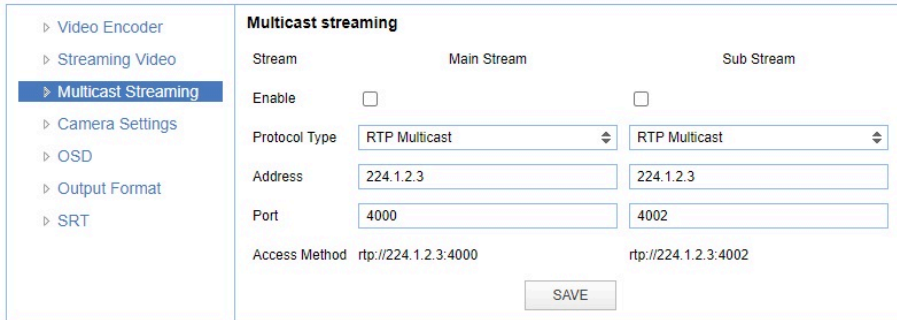 Video Encoder
Streaming Video
Multicast Streaming
Camera Settings
OSD
Output Format
SRT
Multicast streaming
Stream Main Stream Sub Stream
Enable
Protocol Type RTP Multicast RTP Multicast
Address 224.1.2.3 224.1.2.3
Port 4000 4002
Access Method rtp://224.1.2.3:4000 rtp://224.1.2.3:4002
SAVE